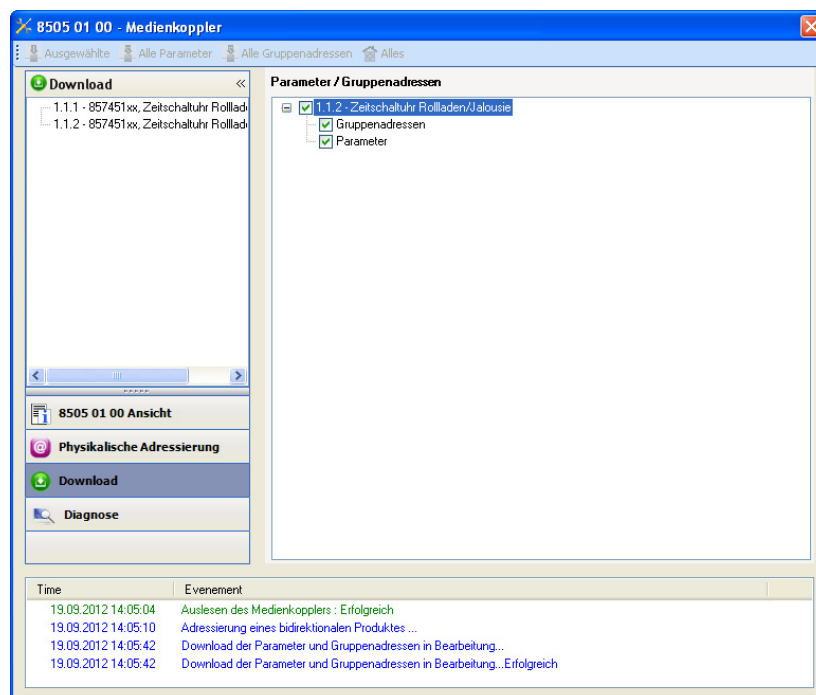 8505 01 00 - Medienkoppler
Ausgewählte Alle Parameter Alle Gruppenadressen Alles
Download
1.1.1 - 857451xx, Zeitschaltuhr Rolllad
1.1.2 - 857451xx, Zeitschaltuhr Rolllad
8505 01 00 Ansicht
Physikalische Adressierung
Download
Diagnose
Parameter / Gruppenadressen
1.1.2 - Zeitschaltuhr Rollladen/Jalousie
Gruppenadressen
Parameter
Time Evenement
19.09.2012 14:05:04 Auslesen des Medienkopplers : Erfolgreich
19.09.2012 14:05:10 Adressierung eines bidirektionalen Produktes ...
19.09.2012 14:05:42 Download der Parameter und Gruppenadressen in Bearbeitung...
19.09.2012 14:05:42 Download der Parameter und Gruppenadressen in Bearbeitung...Erfolgreich